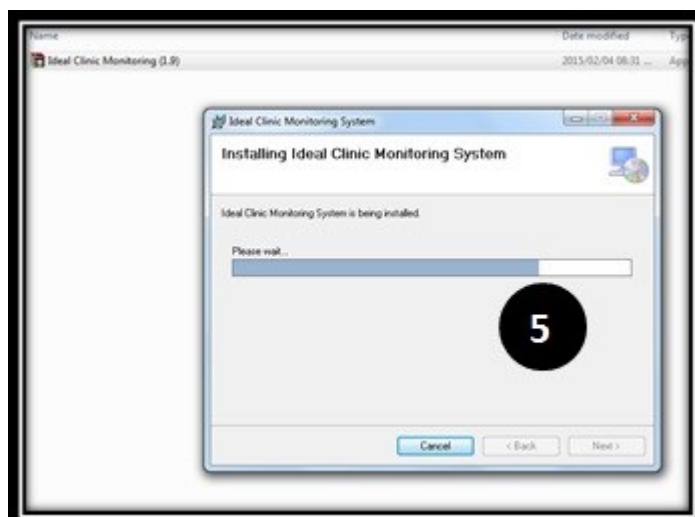 Name Date modified Typ
Ideal Clinic Monitoring (1.9) 2015/02/04 08:31 ... App
Ideal Clinic Monitoring System
Installing Ideal Clinic Monitoring System
Ideal Clinic Monitoring System is being installed.
Please wait...
5
Cancel < Back Next >